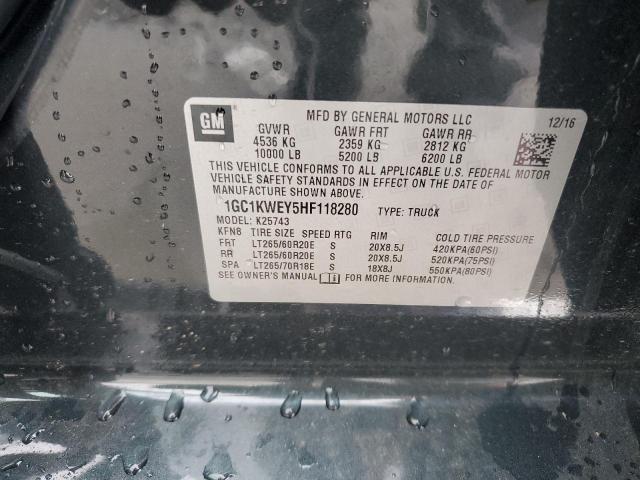 GM
MFD BY GENERAL MOTORS LLC 12/16
GVWR GAWR FRT GAWR RR
4536 KG 2359 KG 2812 KG
10000 LB 5200 LB 6200 LB
THIS VEHICLE CONFORMS TO ALL APPLICABLE U.S. FEDERAL MOTOR
VEHICLE SAFETY STANDARDS IN EFFECT ON THE DATE OF
MANUFACTURE SHOWN ABOVE.
1GC1KWEY5HF118280 TYPE: TRUCK
MODEL: K25743
KFN8 TIRE SIZE SPEED RTG RIM COLD TIRE PRESSURE
FRT LT265/60R20E S 20X8.5J 420KPA(60PSI)
RR LT265/60R20E S 20X8.5J 520KPA(75PSI)
SPA LT265/70R18E S 18X8J 550KPA(80PSI)
SEE OWNER'S MANUAL FOR MORE INFORMATION.